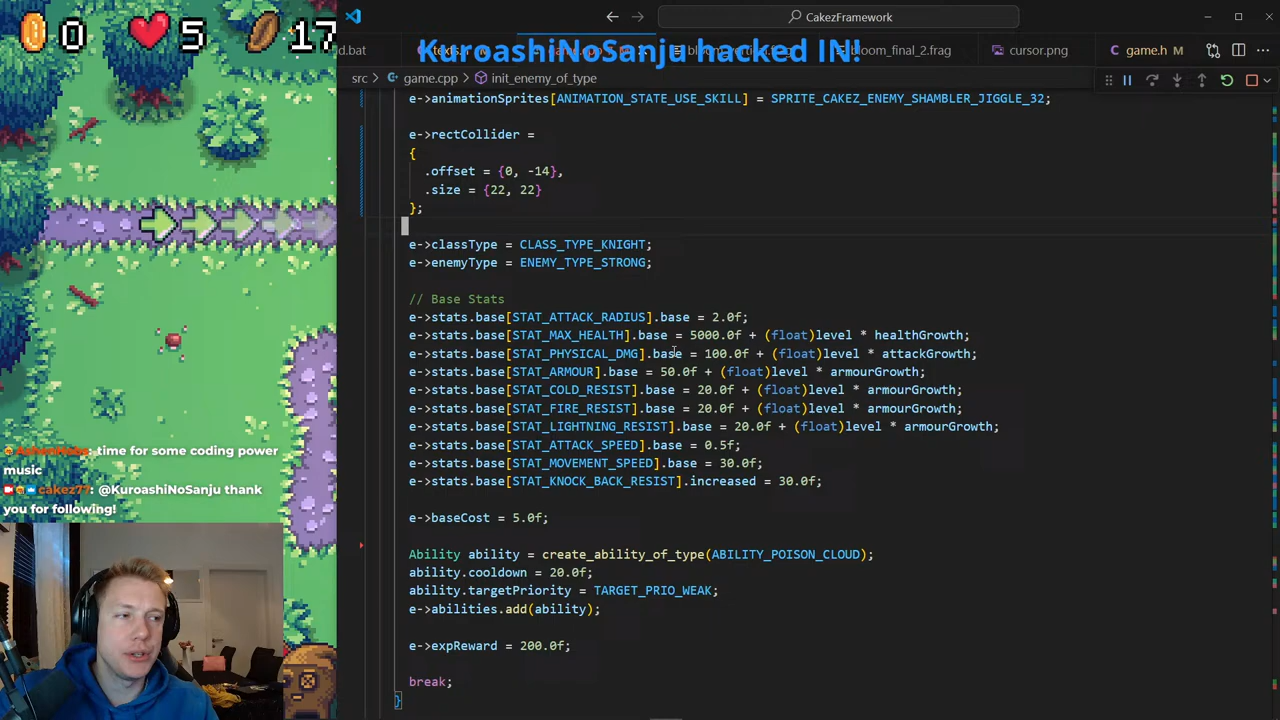 0 5 17
CakezFramework
d.bat
bloom_final_2.frag
cursor.png
game.h M
KuroashiNoSanju hacked IN!
src > game.cpp > init_enemy_of_type
e->animationSprites[ANIMATION_STATE_USE_SKILL] = SPRITE_CAKEZ_ENEMY_SHAMBLER_JIGGLE_32;
e->rectCollider =
{
.offset = {0, -14},
.size = {22, 22}
};
e->classType = CLASS_TYPE_KNIGHT;
e->enemyType = ENEMY_TYPE_STRONG;
// Base Stats
e->stats.base[STAT_ATTACK_RADIUS].base = 2.0f;
e->stats.base[STAT_MAX_HEALTH].base = 5000.0f + (float)level * healthGrowth;
e->stats.base[STAT_PHYSICAL_DMG].base = 100.0f + (float)level * attackGrowth;
e->stats.base[STAT_ARMOUR].base = 50.0f + (float)level * armourGrowth;
e->stats.base[STAT_COLD_RESIST].base = 20.0f + (float)level * armourGrowth;
e->stats.base[STAT_FIRE_RESIST].base = 20.0f + (float)level * armourGrowth;
e->stats.base[STAT_LIGHTNING_RESIST].base = 20.0f + (float)level * armourGrowth;
e->stats.base[STAT_ATTACK_SPEED].base = 0.5f;
e->stats.base[STAT_MOVEMENT_SPEED].base = 30.0f;
e->stats.base[STAT_KNOCK_BACK_RESIST].increased = 30.0f;
e->baseCost = 5.0f;
Ability ability = create_ability_of_type(ABILITY_POISON_CLOUD);
ability.cooldown = 20.0f;
ability.targetPriority = TARGET_PRIO_WEAK;
e->abilities.add(ability);
e->expReward = 200.0f;
break;
}
: time for some coding power
music
cakez77: @KuroashiNoSanju thank
you for following!